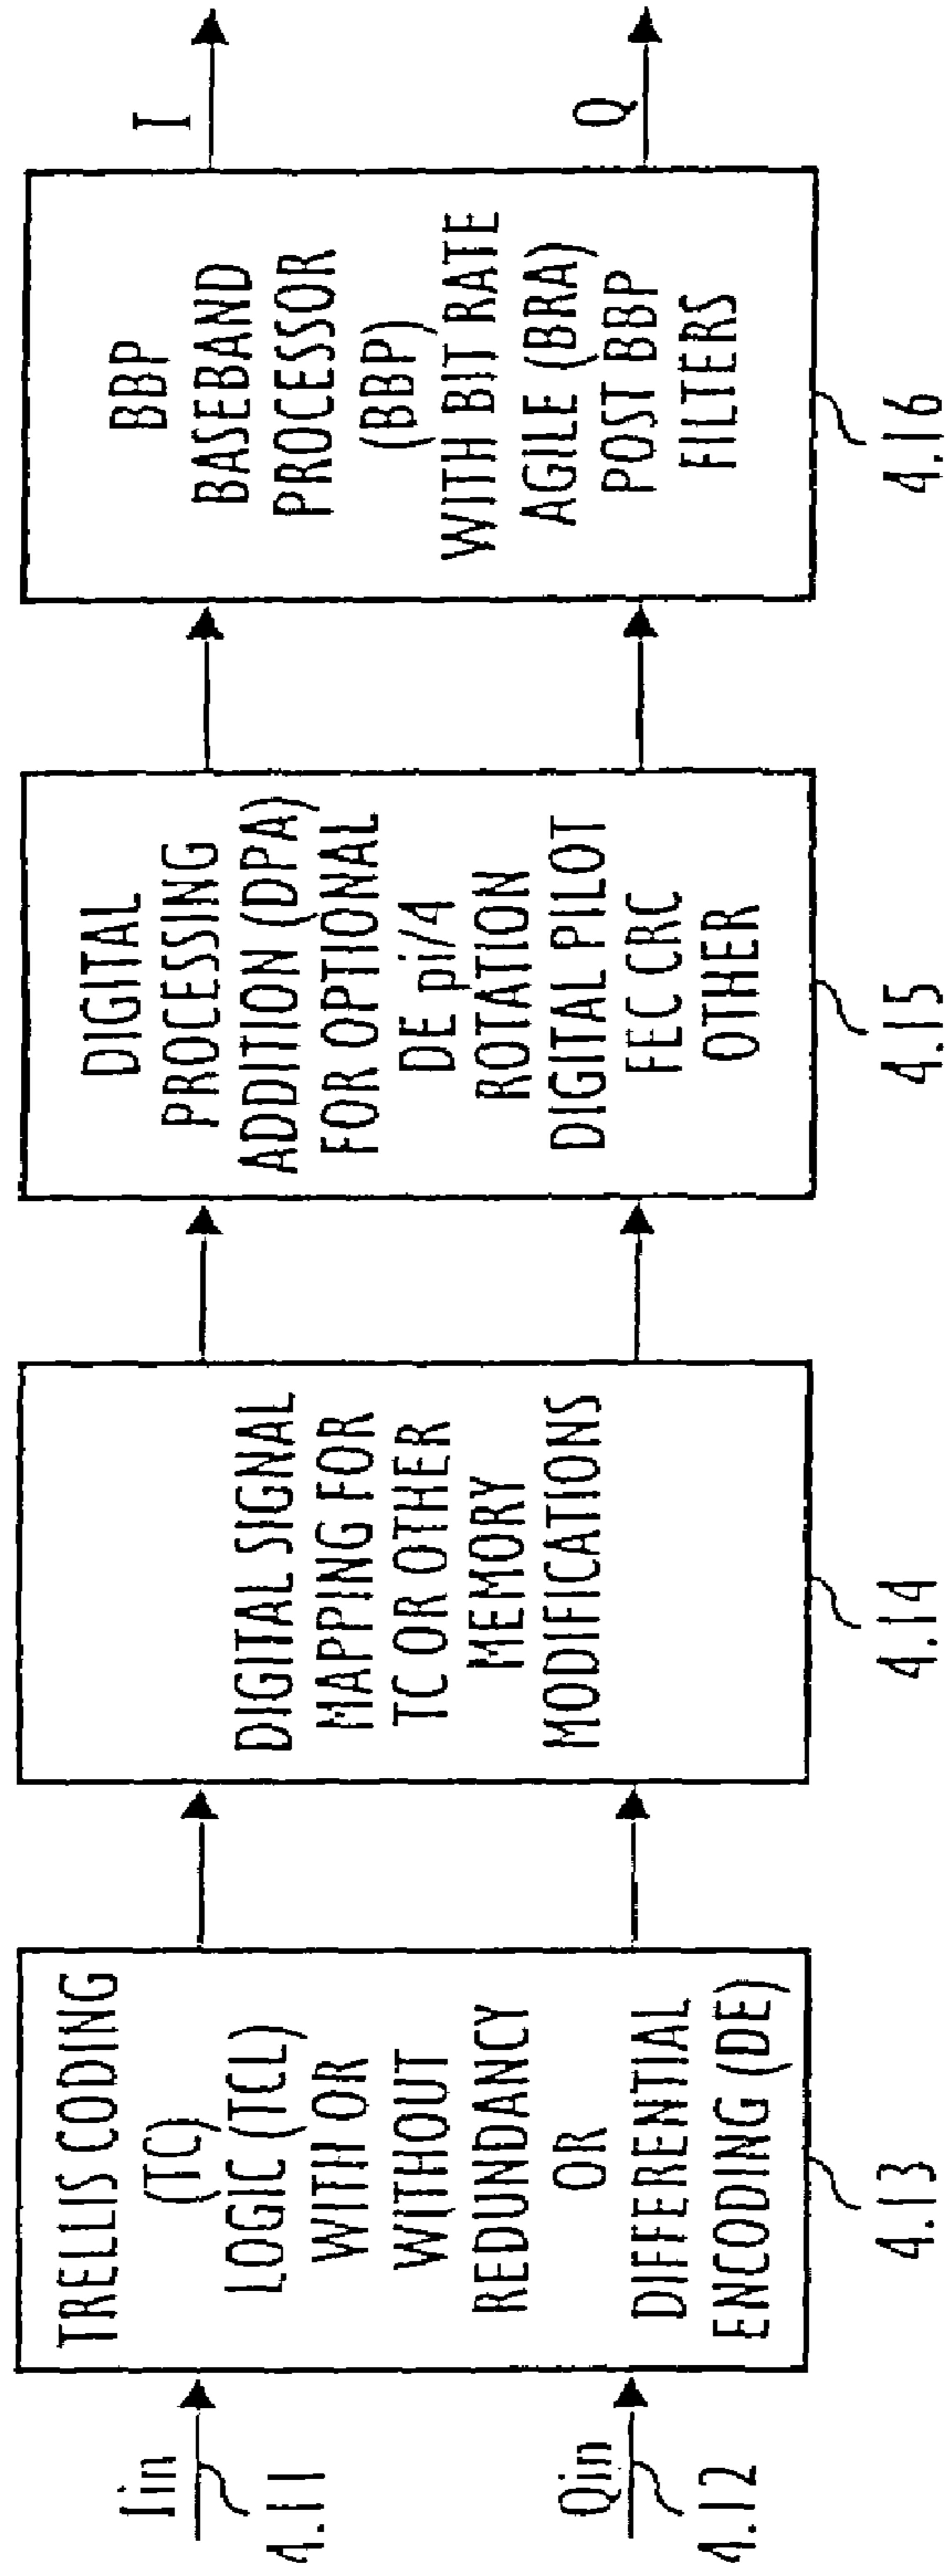 Iin
4.11
Qin
4.12
TRELLIS CODING
(TC)
LOGIC (TCL)
WITH OR
WITHOUT
REDUNDANCY
OR
DIFFERENTIAL
ENCODING (DE)
4.13
DIGITAL SIGNAL
MAPPING FOR
TC OR OTHER
MEMORY
MODIFICATIONS
4.14
DIGITAL
PROCESSING
ADDITION (DPA)
FOR OPTIONAL
DE pi/4
ROTATION
DIGITAL PILOT
FEC CRC
OTHER
4.15
BBP
BASEBAND
PROCESSOR
(BBP)
WITH BIT RATE
AGILE (BRA)
POST BBP
FILTERS
4.16
I
Q